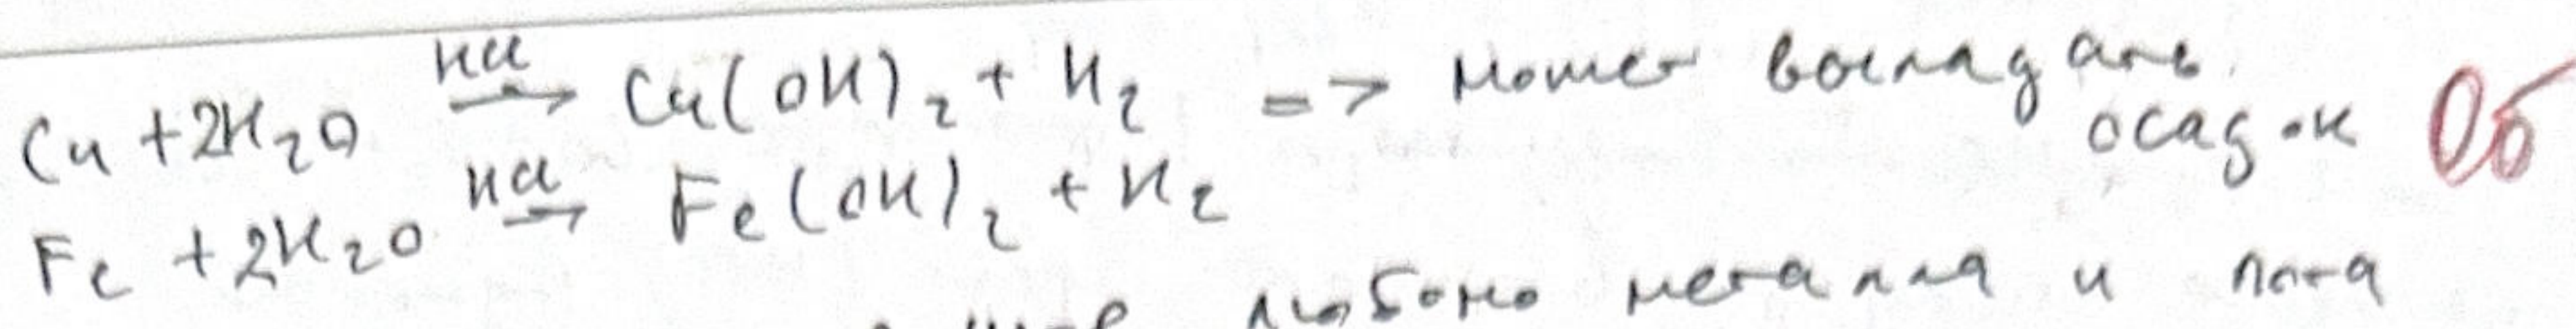 Cu + 2H₂O —HCl→ Cu(OH)₂ + H₂ => может выпадать
осадок 0б
Fe + 2H₂O —HCl→ Fe(OH)₂ + H₂
любого металла и пота